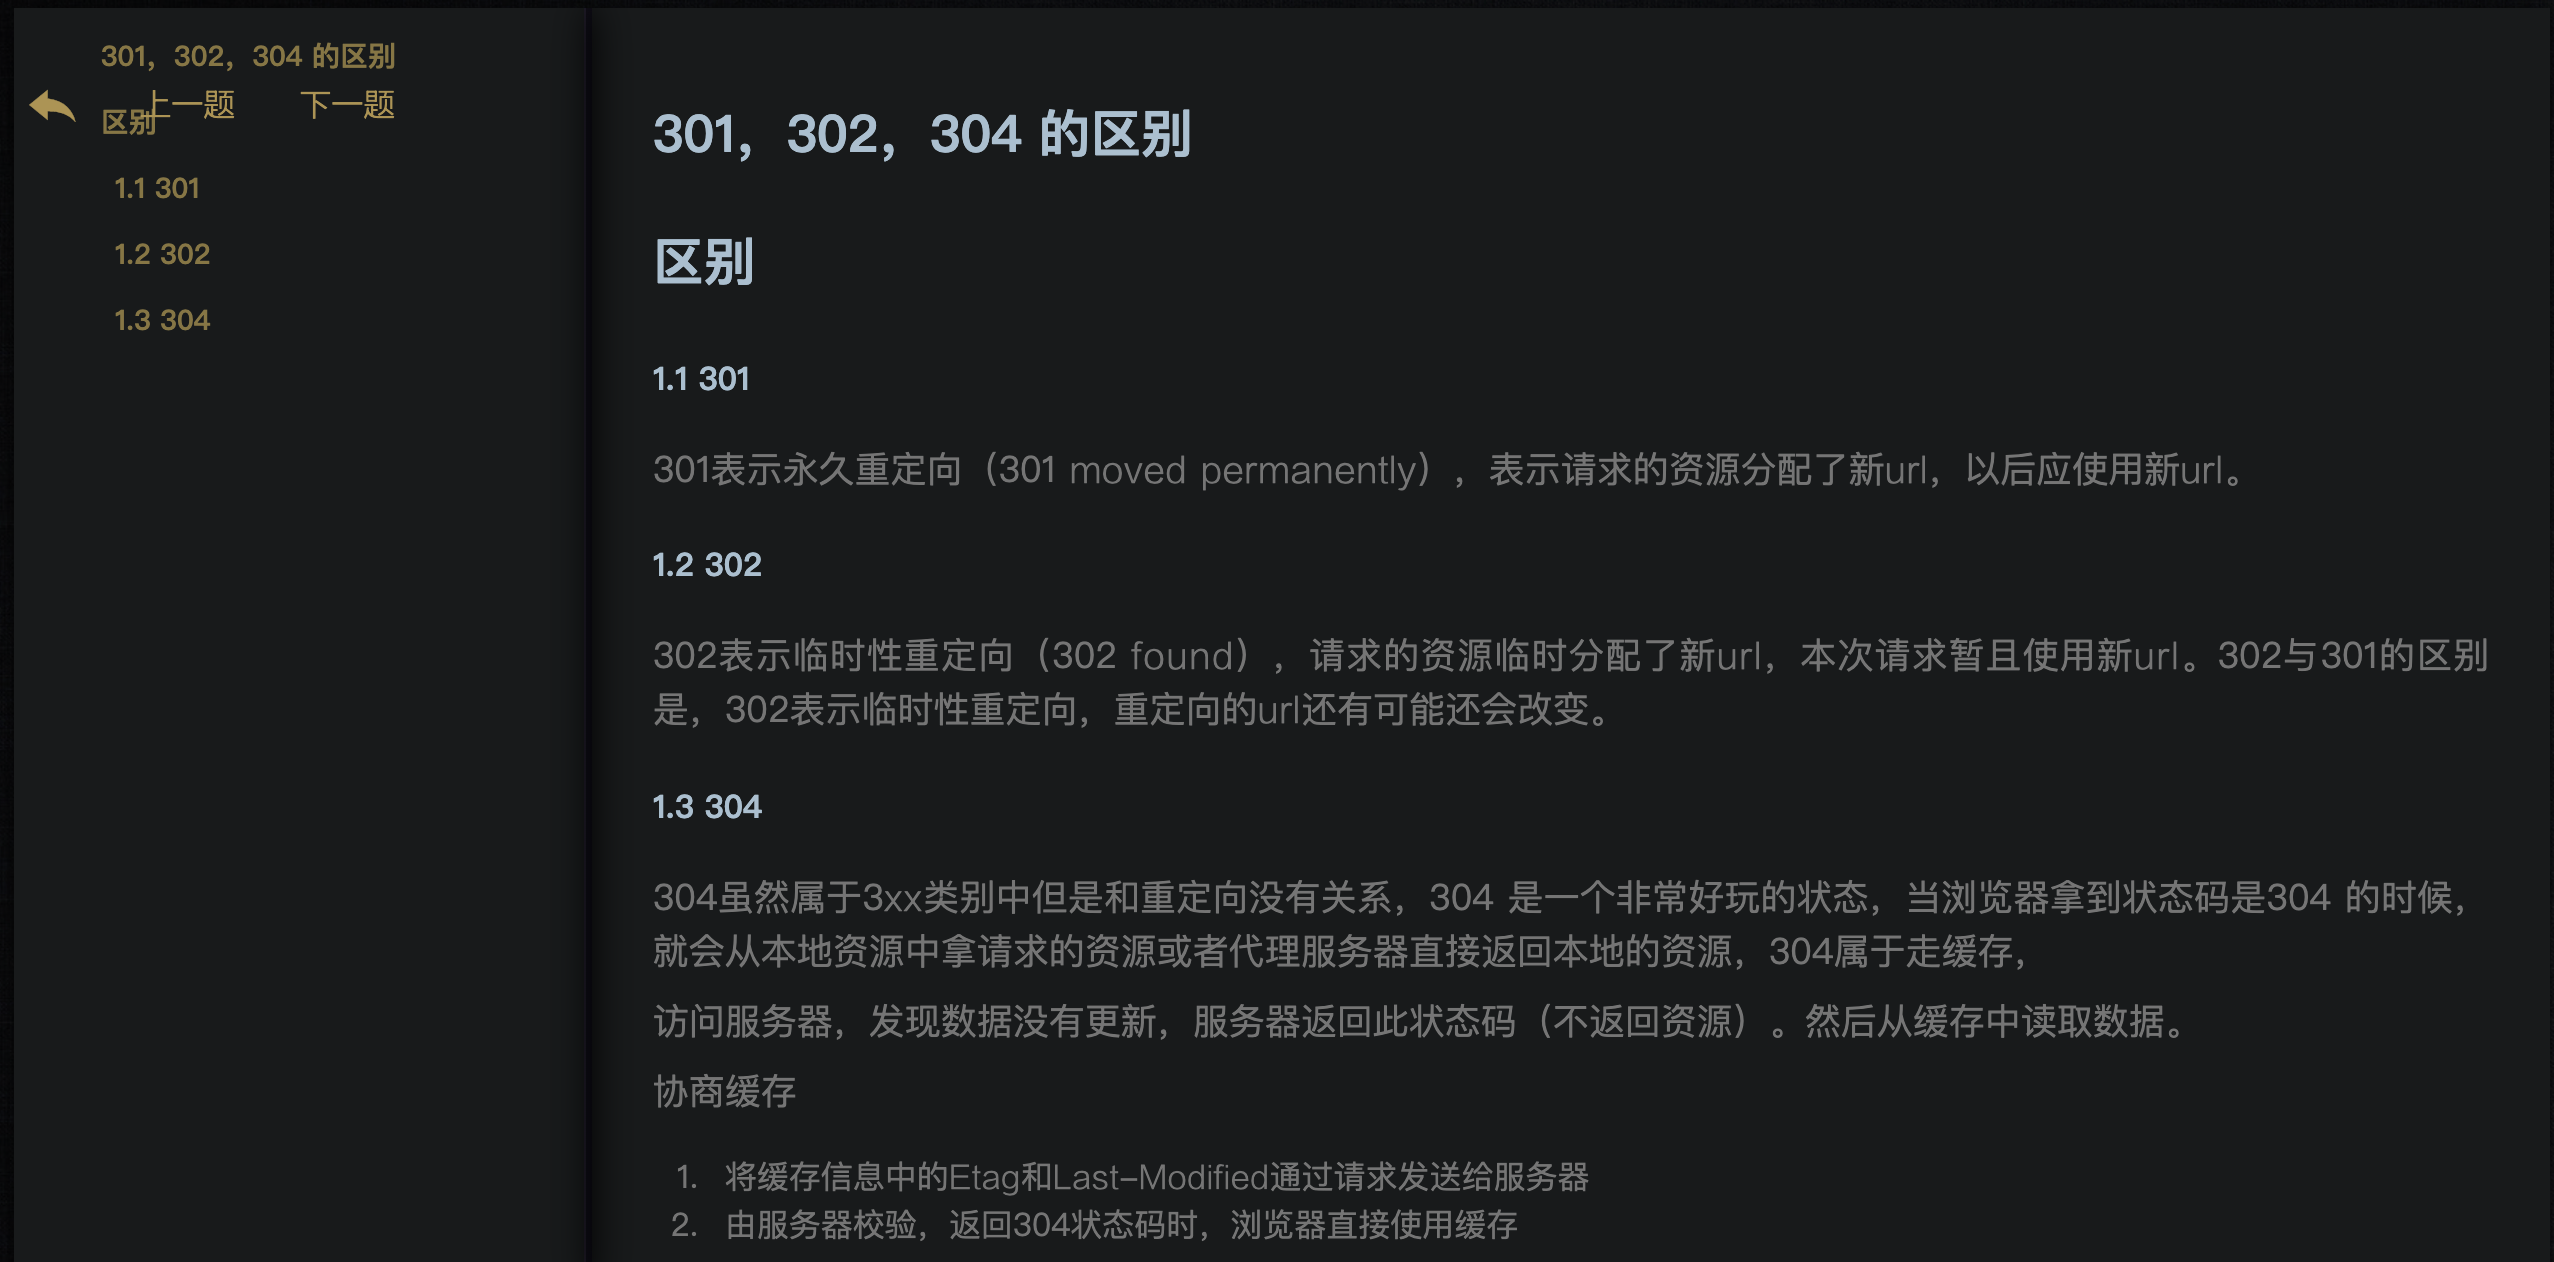 301，302，304 的区别
上一题
下一题
区别
1.1 301
1.2 302
1.3 304
301，302，304 的区别
区别
1.1 301
301表示永久重定向（301 moved permanently），表示请求的资源分配了新url，以后应使用新url。
1.2 302
302表示临时性重定向（302 found），请求的资源临时分配了新url，本次请求暂且使用新url。302与301的区别
是，302表示临时性重定向，重定向的url还有可能还会改变。
1.3 304
304虽然属于3xx类别中但是和重定向没有关系，304 是一个非常好玩的状态，当浏览器拿到状态码是304 的时候，
就会从本地资源中拿请求的资源或者代理服务器直接返回本地的资源，304属于走缓存，
访问服务器，发现数据没有更新，服务器返回此状态码（不返回资源）。然后从缓存中读取数据。
协商缓存
1. 将缓存信息中的Etag和Last-Modified通过请求发送给服务器
2. 由服务器校验，返回304状态码时，浏览器直接使用缓存